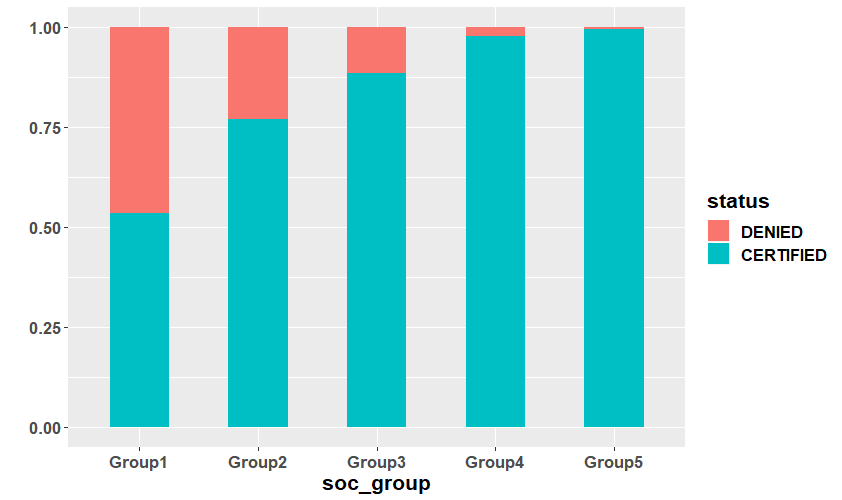 1.00
0.75
0.50
0.25
0.00
Group1 Group2 Group3 Group4 Group5
soc_group
status
DENIED
CERTIFIED